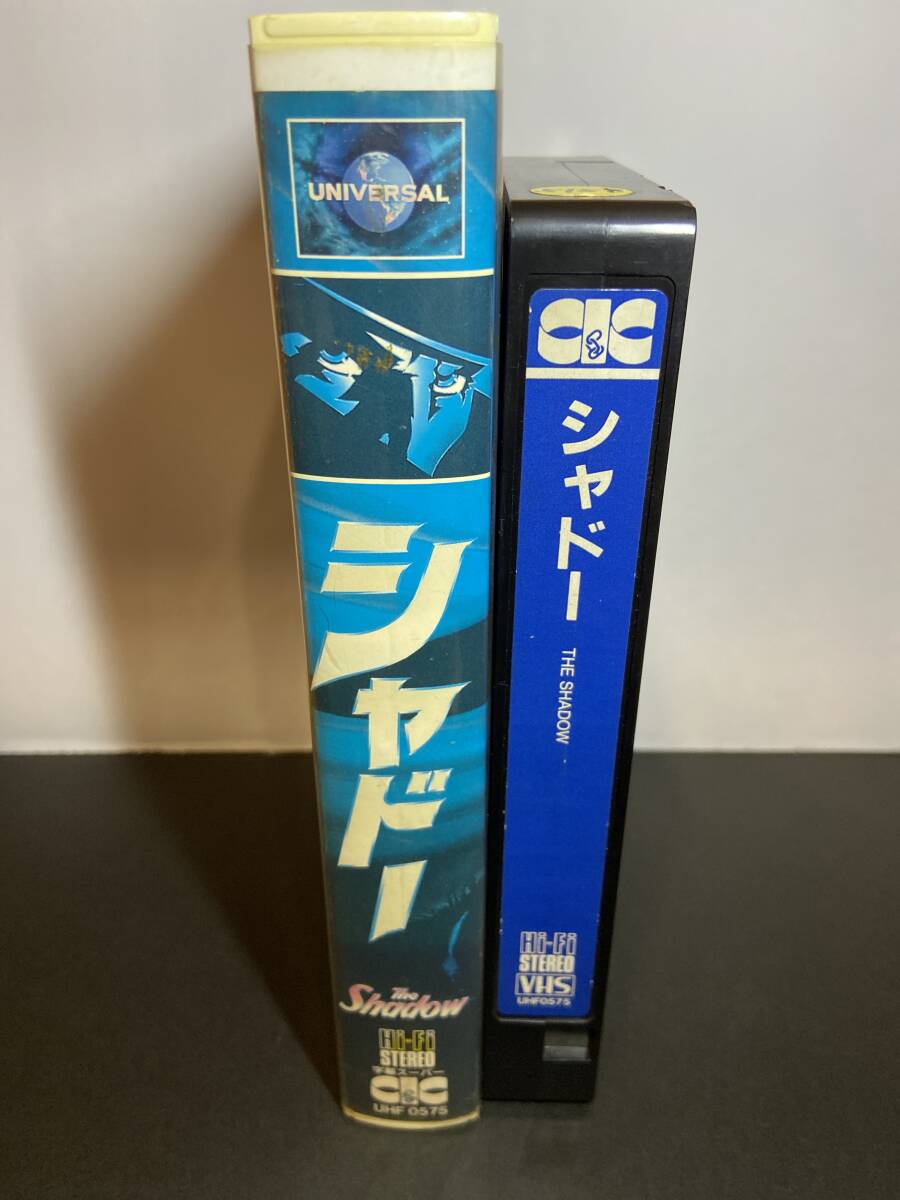 UNIVERSAL
シャドー
The
Shadow
Hi-Fi
STEREO
字幕スーパー
CIC
UHF 0575
CIC
シャドー
THE SHADOW
Hi-Fi
STEREO
VHS
UHF0575